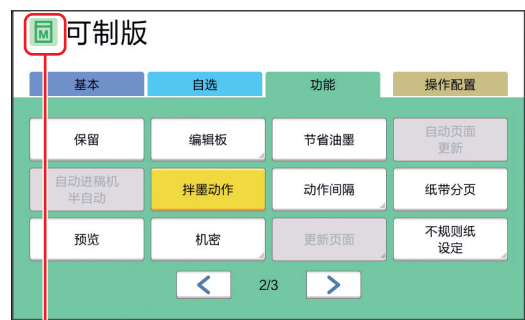 M 可制版
基本 自选 功能 操作配置
保留 编辑板 节省油墨 自动页面
更新
自动进稿机
半自动 拌墨动作 动作间隔 纸带分页
预览 机密 更新页面 不规则纸
设定
< 2/3 >